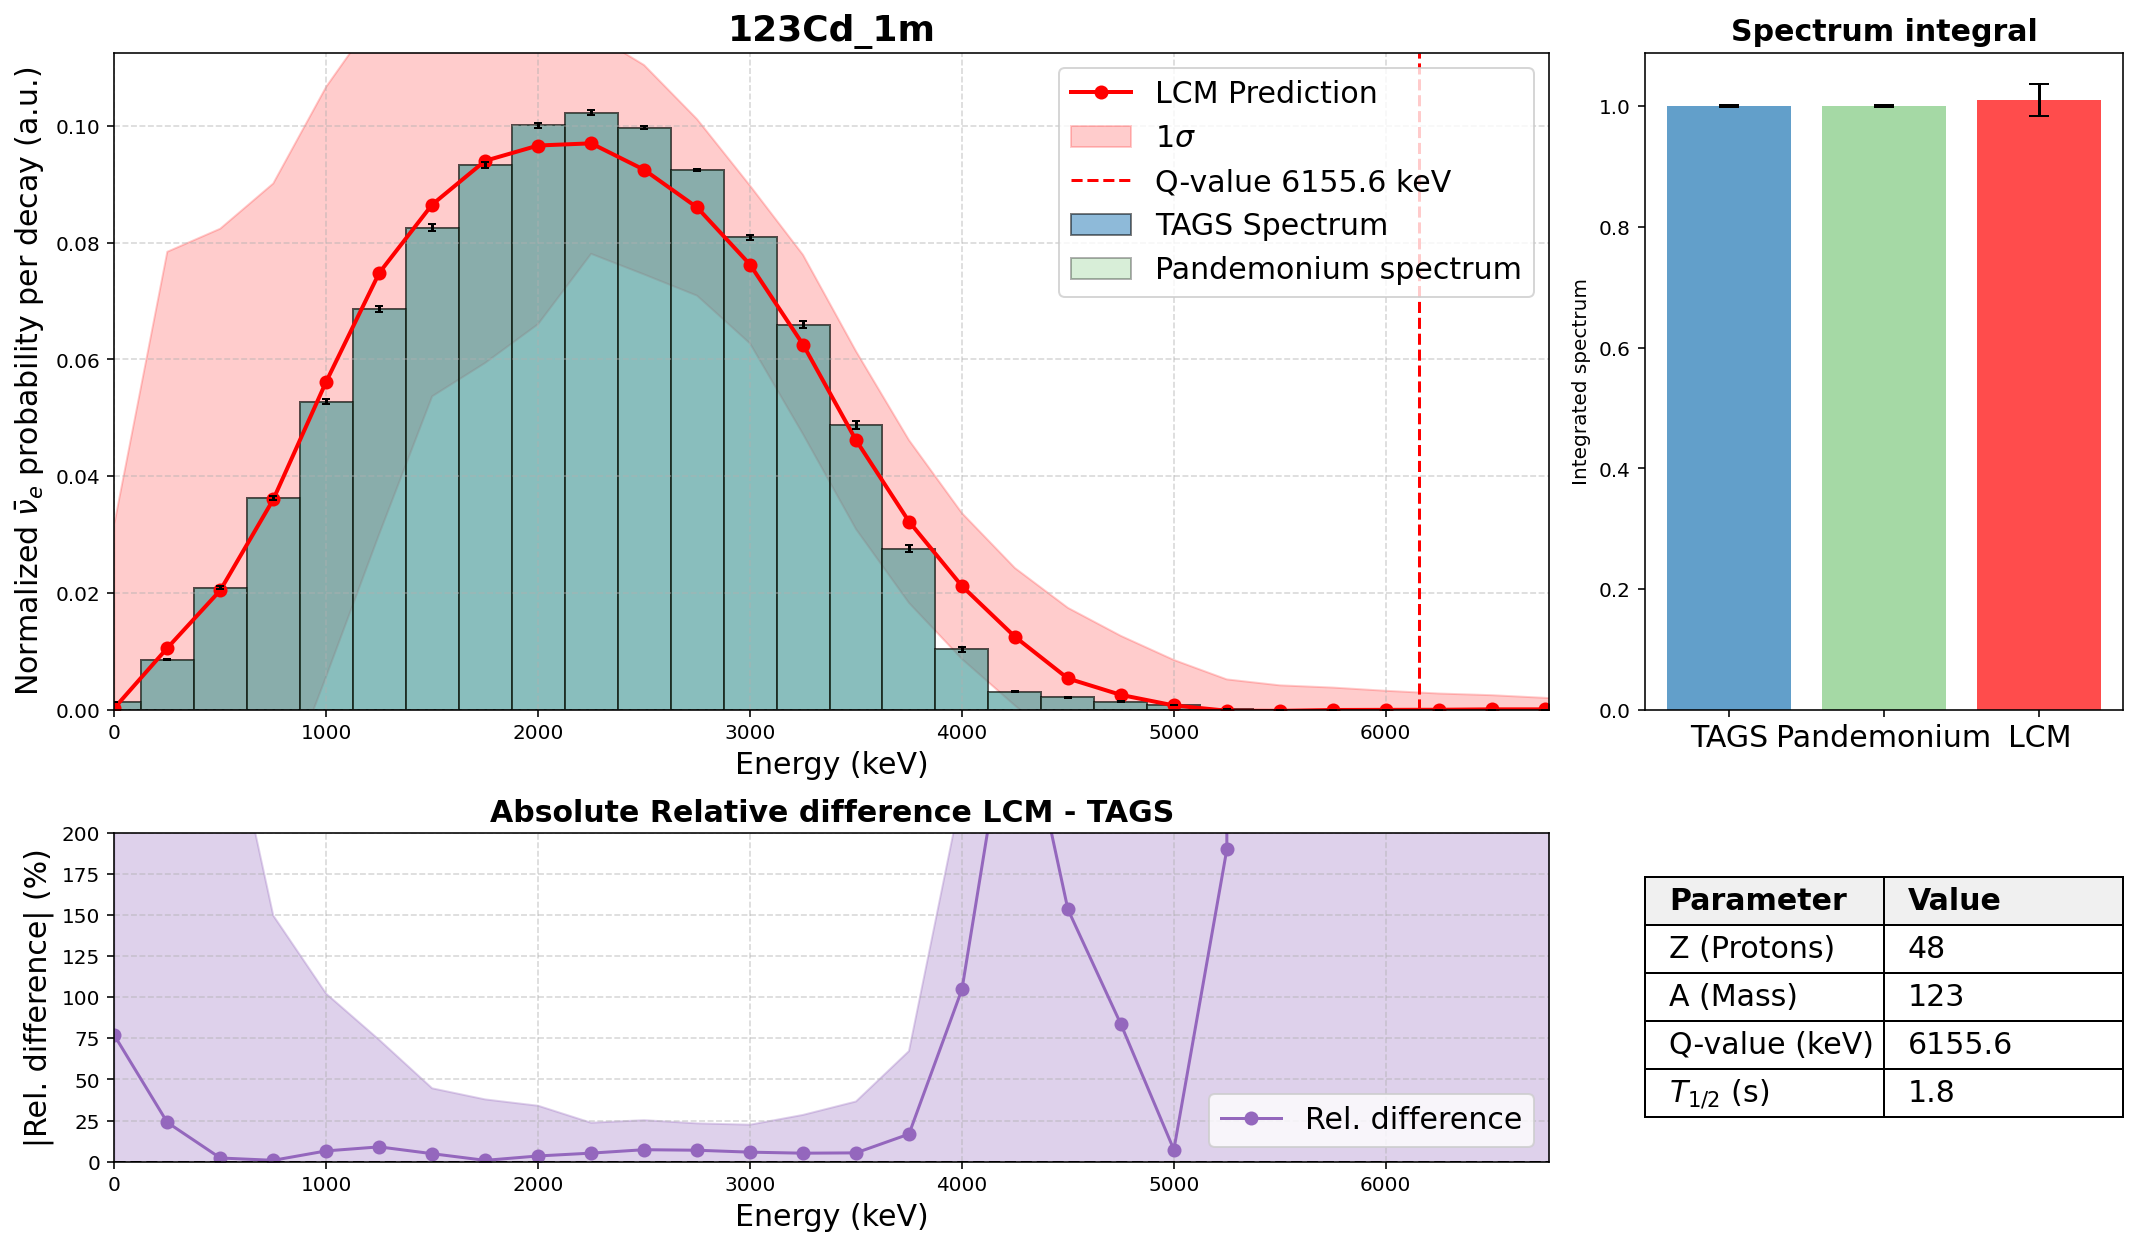 123Cd_1m
Normalized ν̄ₑ probability per decay (a.u.)
0.10
0.08
0.06
0.04
0.02
0.00
0 1000 2000 3000 4000 5000 6000
Energy (keV)
LCM Prediction
1σ
Q-value 6155.6 keV
TAGS Spectrum
Pandemonium spectrum
Spectrum integral
Integrated spectrum
1.0
0.8
0.6
0.4
0.2
0.0
TAGS Pandemonium LCM
Absolute Relative difference LCM - TAGS
|Rel. difference| (%)
200
175
150
125
100
75
50
25
0
0 1000 2000 3000 4000 5000 6000
Energy (keV)
Rel. difference
Parameter Value
Z (Protons) 48
A (Mass) 123
Q-value (keV) 6155.6
T₁/₂ (s) 1.8